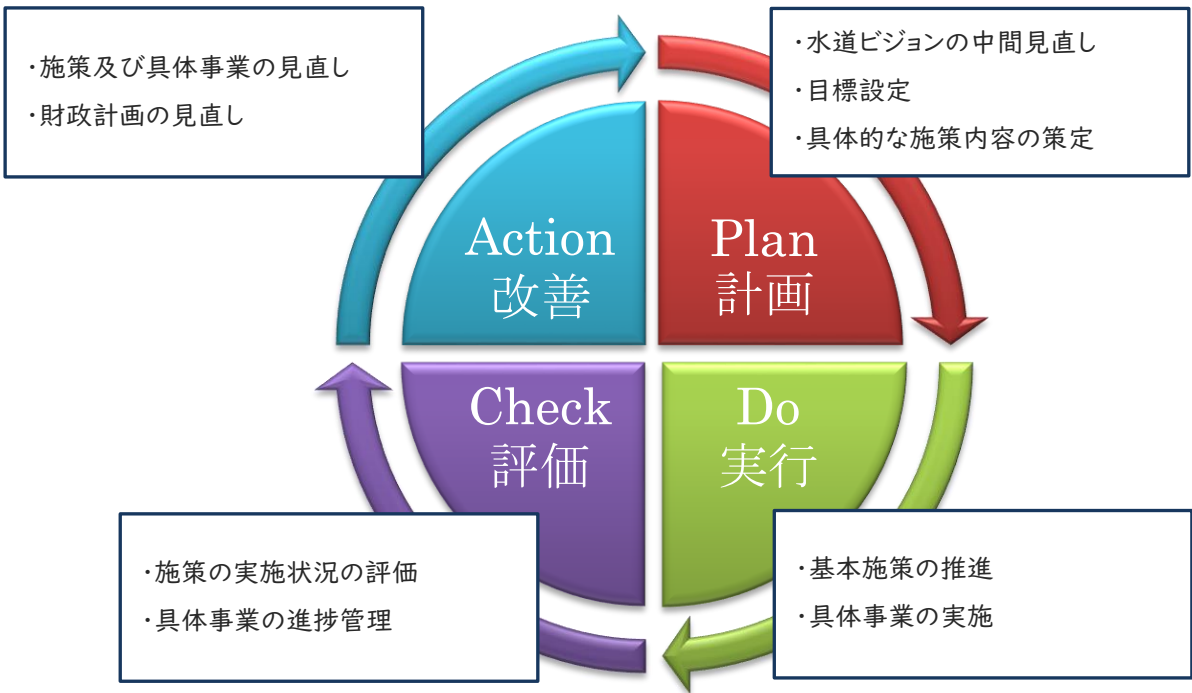 ・施策及び具体事業の見直し
・財政計画の見直し
・水道ビジョンの中間見直し
・目標設定
・具体的な施策内容の策定
Action
改善
Plan
計画
Check
評価
Do
実行
・施策の実施状況の評価
・具体事業の進捗管理
・基本施策の推進
・具体事業の実施